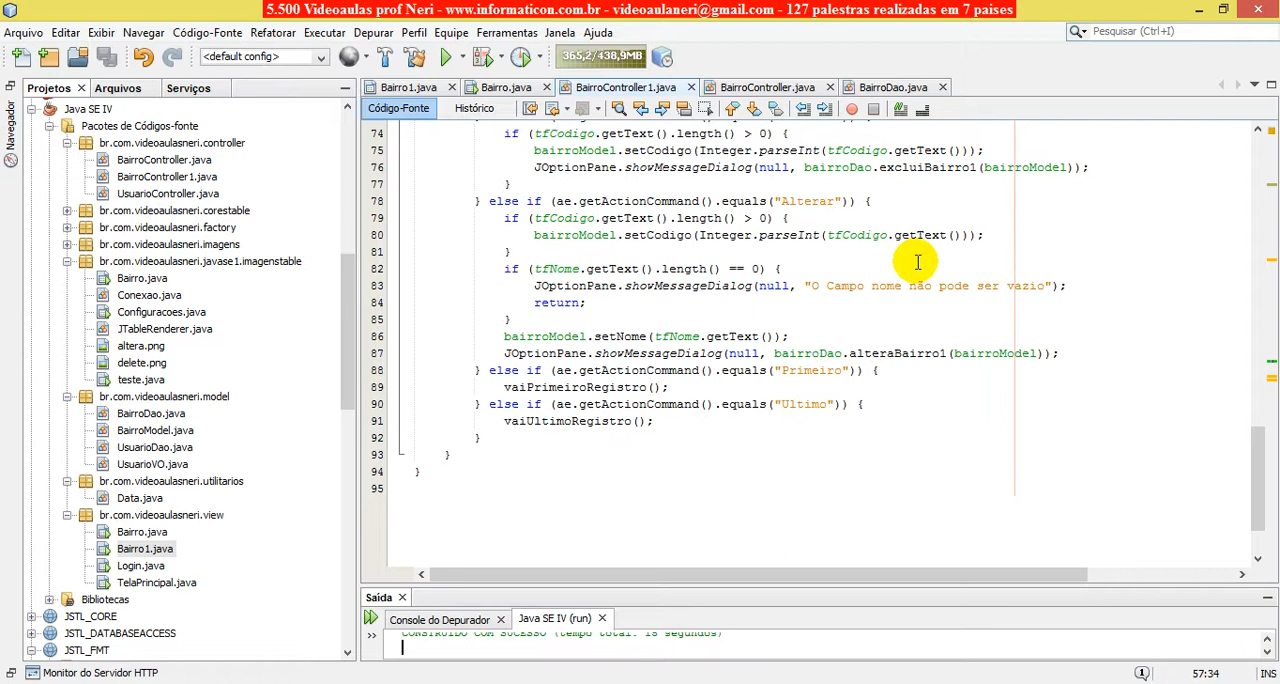 5.500 Videoaulas prof Neri - www.informaticon.com.br - videoaulaneri@gmail.com - 127 palestras realizadas em 7 paises
Arquivo Editar Exibir Navegar Código-Fonte Refatorar Executar Depurar Perfil Equipe Ferramentas Janela Ajuda
Pesquisar (Ctrl+I)
<default config>
365,2/438,9MB
Projetos Arquivos Serviços
Bairro1.java Bairro.java BairroController1.java BairroController.java BairroDao.java
Código-Fonte Histórico
Navegador
Java SE IV
Pacotes de Códigos-fonte
br.com.videoaulasneri.controller
BairroController.java
BairroController1.java
UsuarioController.java
br.com.videoaulasneri.corestable
br.com.videoaulasneri.factory
br.com.videoaulasneri.imagens
br.com.videoaulasneri.javase1.imagenstable
Bairro.java
Conexao.java
Configuracoes.java
JTableRenderer.java
altera.png
delete.png
teste.java
br.com.videoaulasneri.model
BairroDao.java
BairroModel.java
UsuarioDao.java
UsuarioVO.java
br.com.videoaulasneri.utilitarios
Data.java
br.com.videoaulasneri.view
Bairro.java
Bairro1.java
Login.java
TelaPrincipal.java
Bibliotecas
JSTL_CORE
JSTL_DATABASEACCESS
JSTL_FMT
74 if (tfCodigo.getText().length() > 0) {
75 bairroModel.setCodigo(Integer.parseInt(tfCodigo.getText()));
76 JOptionPane.showMessageDialog(null, bairroDao.excluiBairro1(bairroModel));
77 }
78 } else if (ae.getActionCommand().equals("Alterar")) {
79 if (tfCodigo.getText().length() > 0) {
80 bairroModel.setCodigo(Integer.parseInt(tfCodigo.getText()));
81 }
82 if (tfNome.getText().length() == 0) {
83 JOptionPane.showMessageDialog(null, "O Campo nome não pode ser vazio");
84 return;
85 }
86 bairroModel.setNome(tfNome.getText());
87 JOptionPane.showMessageDialog(null, bairroDao.alteraBairro1(bairroModel));
88 } else if (ae.getActionCommand().equals("Primeiro")) {
89 vaiPrimeiroRegistro();
90 } else if (ae.getActionCommand().equals("Ultimo")) {
91 vaiUltimoRegistro();
92 }
93 }
94 }
95
Saída
Console do Depurador Java SE IV (run)
CONSTRUÍDO COM SUCESSO (tempo total: 15 segundos)
Monitor do Servidor HTTP
1 57:34 INS